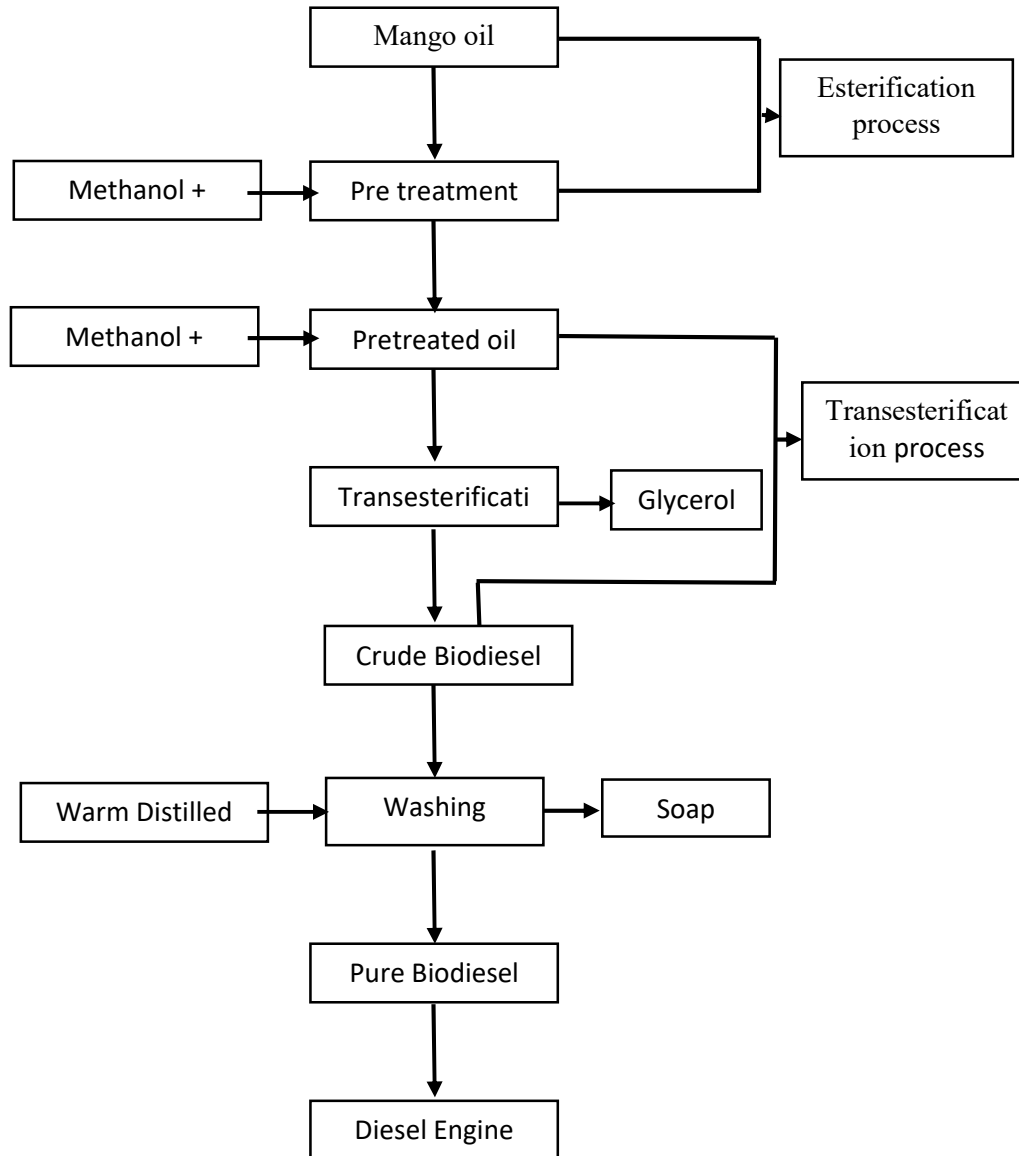 Mango oil
Esterification
process
Methanol +
Pre treatment
Methanol +
Pretreated oil
Transesterificat
ion process
Transesterificati
Glycerol
Crude Biodiesel
Warm Distilled
Washing
Soap
Pure Biodiesel
Diesel Engine